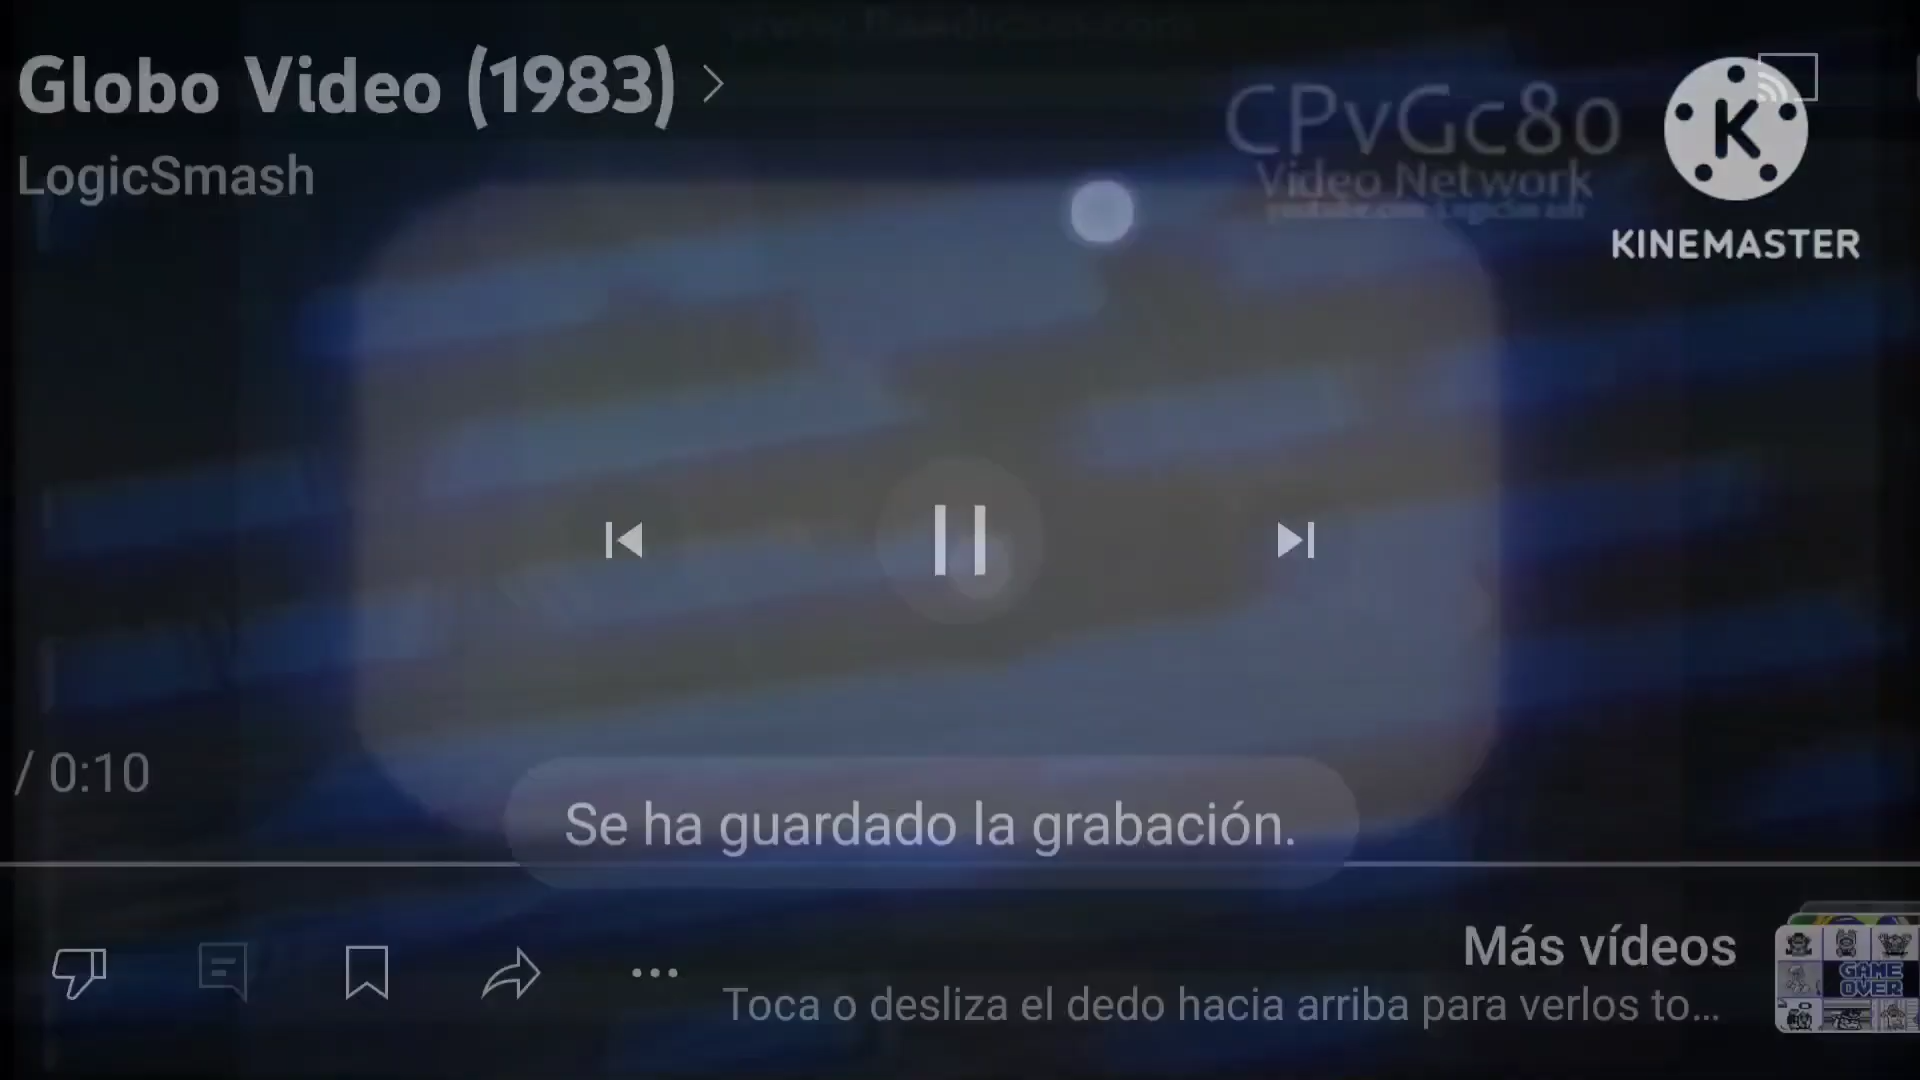 Globo Video (1983)
LogicSmash
CPvGc80
Video Network
K
KINEMASTER
/ 0:10
Se ha guardado la grabación.
Más vídeos
Toca o desliza el dedo hacia arriba para verlos to...
GAME
OVER